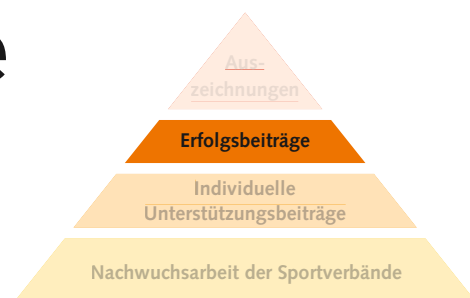 e
Aus-
zeichnungen
Erfolgsbeiträge
Individuelle
Unterstützungsbeiträge
Nachwuchsarbeit der Sportverbände